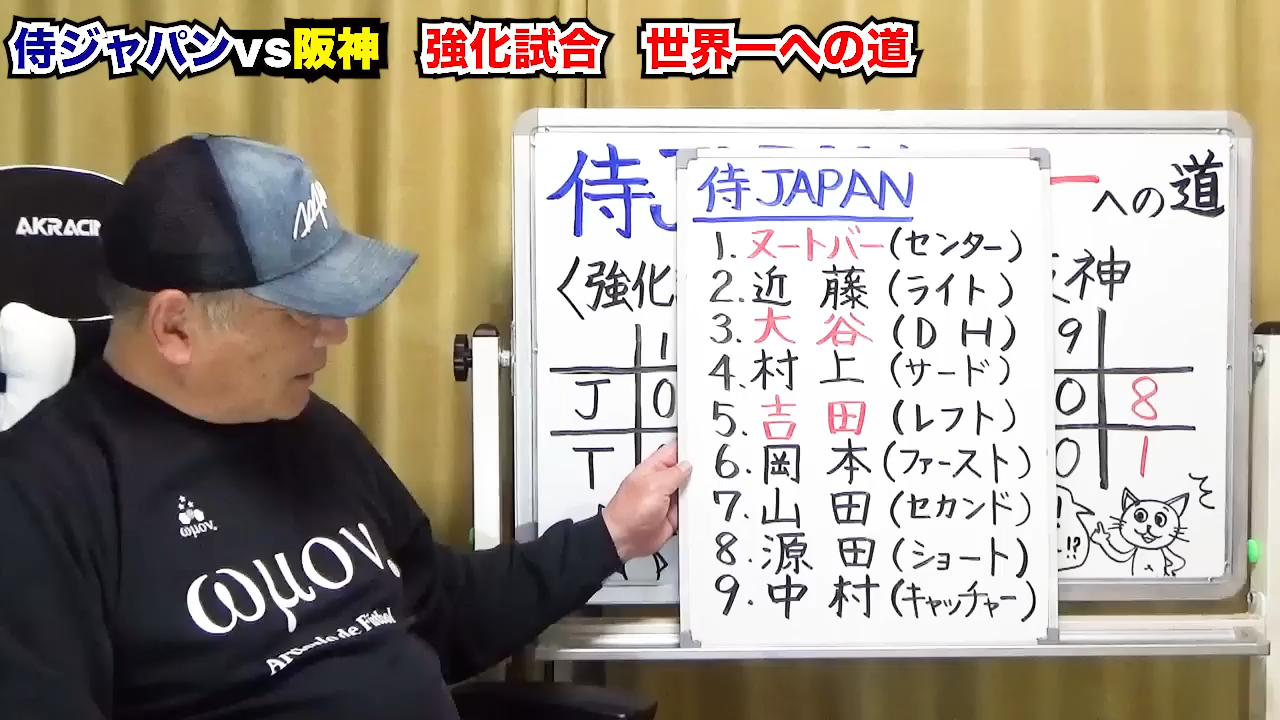 侍ジャパンvs阪神 強化試合 世界一への道
AKRACIN
侍JAPAN
1. ヌートバー(センター)
2. 近藤(ライト)
3. 大谷(DH)
4. 村上(サード)
5. 吉田(レフト)
6. 岡本(ファースト)
7. 山田(セカンド)
8. 源田(ショート)
9. 中村(キャッチャー)
侍J 一への道
〈強化 神
1 9
J 0 0 8
T 0 1
!!?
ωμον
ωμον.